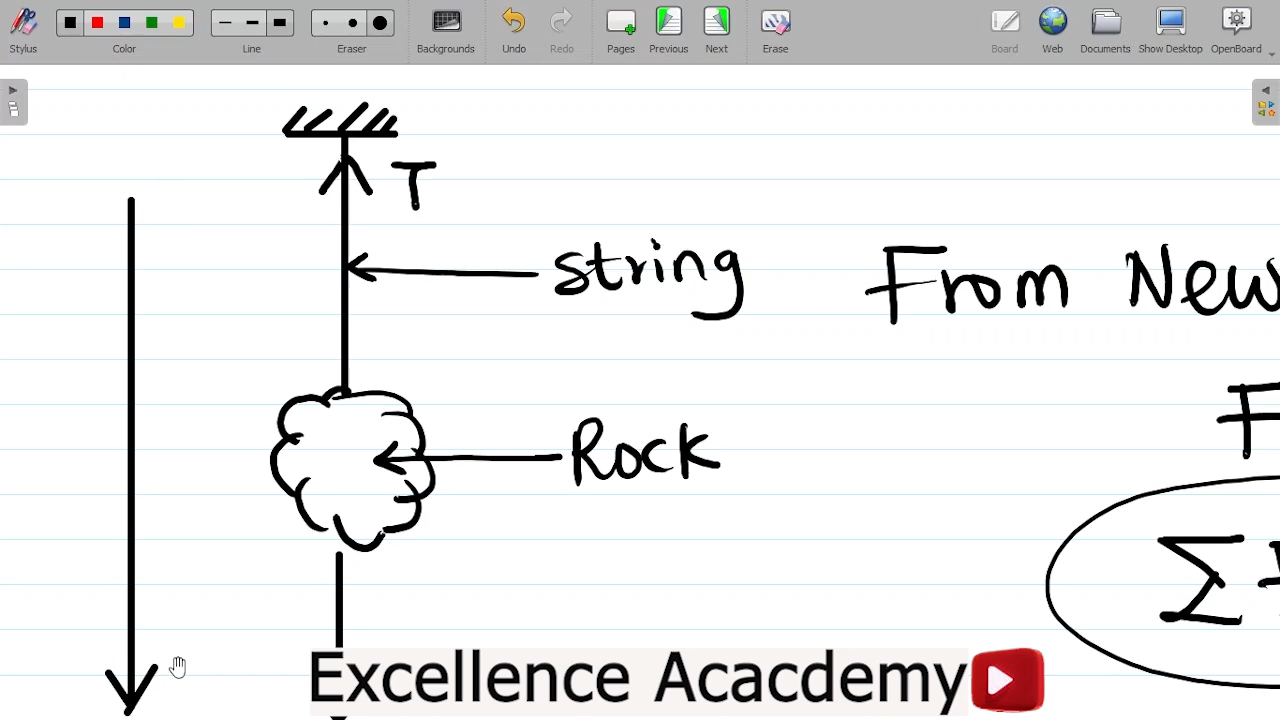 Stylus Color Line Eraser Backgrounds Undo Redo Pages Previous Next Erase Board Web Documents Show Desktop OpenBoard
T
string
From New
Rock
F
Σ
Excellence Acacdemy